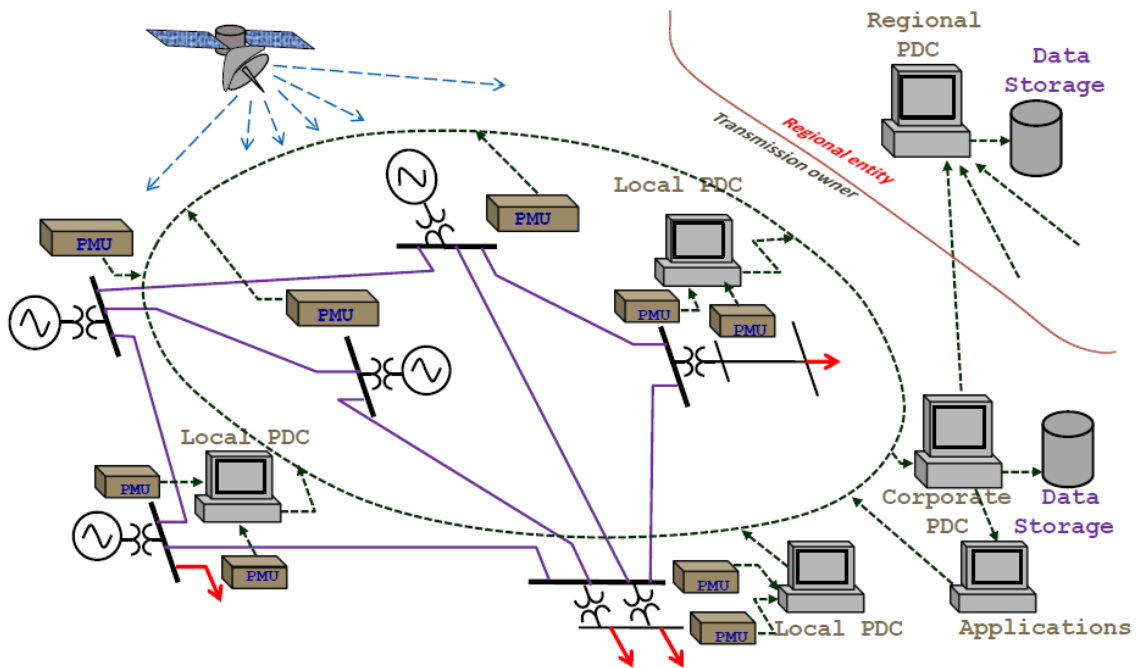 Regional
PDC
Data
Storage
Regional entity
Transmission owner
Local PDC
PMU
PMU
PMU
PMU
PMU
Local PDC
PMU
PMU
Corporate
PDC
Data
Storage
PMU
PMU
Local PDC
Applications